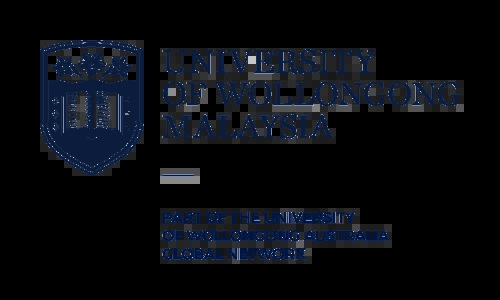 UNIVERSITY
OF WOLLONGONG
MALAYSIA
PART OF THE UNIVERSITY
OF WOLLONGONG AUSTRALIA
GLOBAL NETWORK